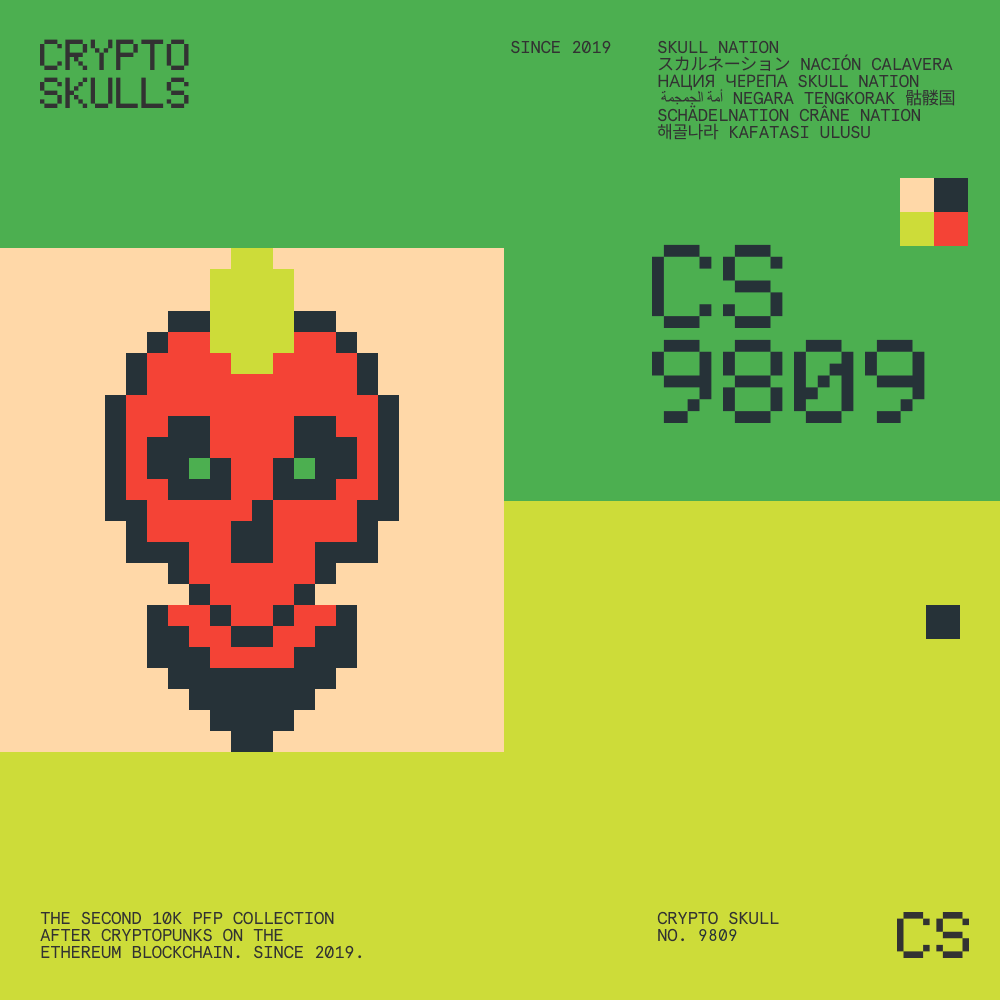 CRYPTO
SKULLS
SINCE 2019
SKULL NATION
スカルネーション NACIÓN CALAVERA
НАЦИЯ ЧЕРЕПА SKULL NATION
أمة الجمجمة NEGARA TENGKORAK 骷髅国
SCHÄDELNATION CRÂNE NATION
해골나라 KAFATASI ULUSU
CS
9809
THE SECOND 10K PFP COLLECTION
AFTER CRYPTOPUNKS ON THE
ETHEREUM BLOCKCHAIN. SINCE 2019.
CRYPTO SKULL
NO. 9809
CS